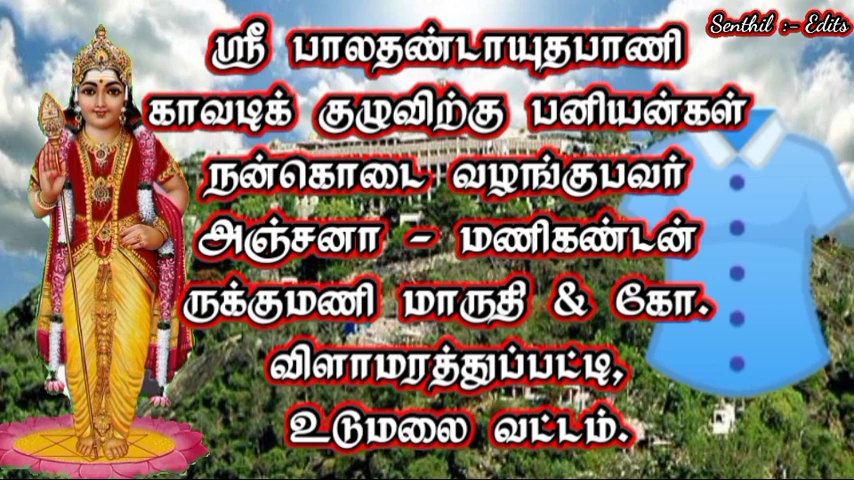 Senthil :- Edits
ஸ்ரீ பாலதண்டாயுதபாணி
காவடிக் குழுவிற்கு பனியன்கள்
நன்கொடை வழங்குபவர்
அஞ்சனா - மணிகண்டன்
ருக்குமணி மாருதி & கோ.
விளாமரத்துப்பட்டி,
உடுமலை வட்டம்.